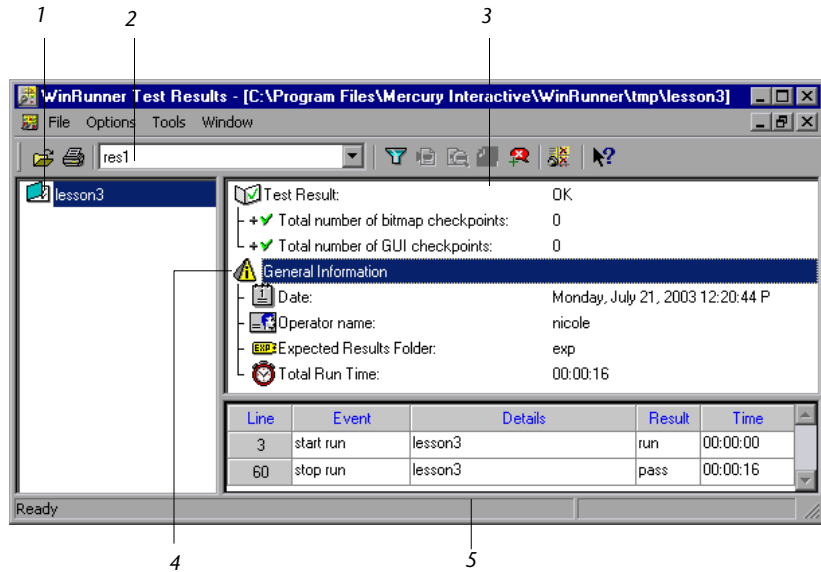 1 2 3
WinRunner Test Results - [C:\Program Files\Mercury Interactive\WinRunner\tmp\lesson3]
File Options Tools Window
res1
lesson3
Test Result: OK
Total number of bitmap checkpoints: 0
Total number of GUI checkpoints: 0
General Information
Date: Monday, July 21, 2003 12:20:44 P
Operator name: nicole
EXP Expected Results Folder: exp
Total Run Time: 00:00:16
Line Event Details Result Time
3 start run lesson3 run 00:00:00
60 stop run lesson3 pass 00:00:16
Ready
4 5